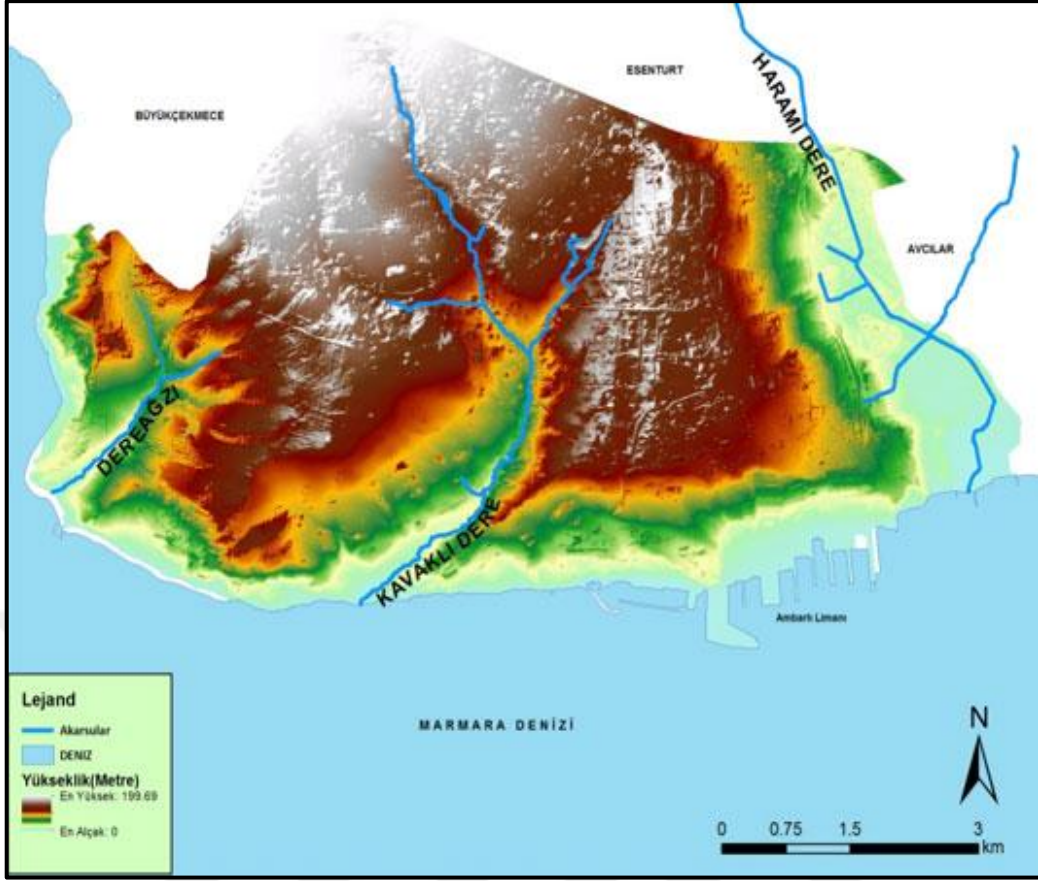 ESENTURT
BÜYÜKÇEKMECE
HARAMİ DERE
AVCILAR
DEREAGZI
KAVAKLI DERE
Ambarlı Limanı
MARMARA DENİZİ
Lejand
Akarsular
DENIZ
Yükseklik(Metre)
En Yüksek: 199.69
En Alçak: 0
N
0 0.75 1.5 3
km